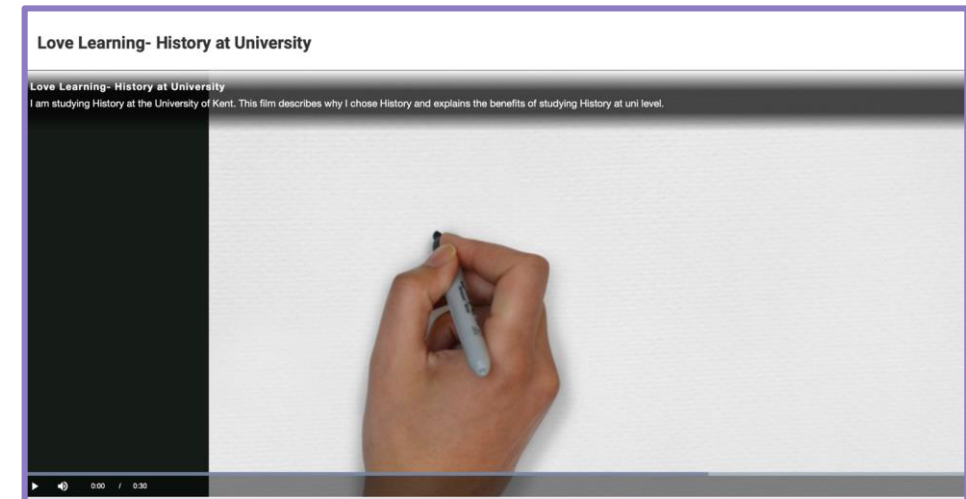 Love Learning- History at University
Love Learning- History at University
I am studying History at the University of Kent. This film describes why I chose History and explains the benefits of studying History at uni level.
0:00 / 0:30